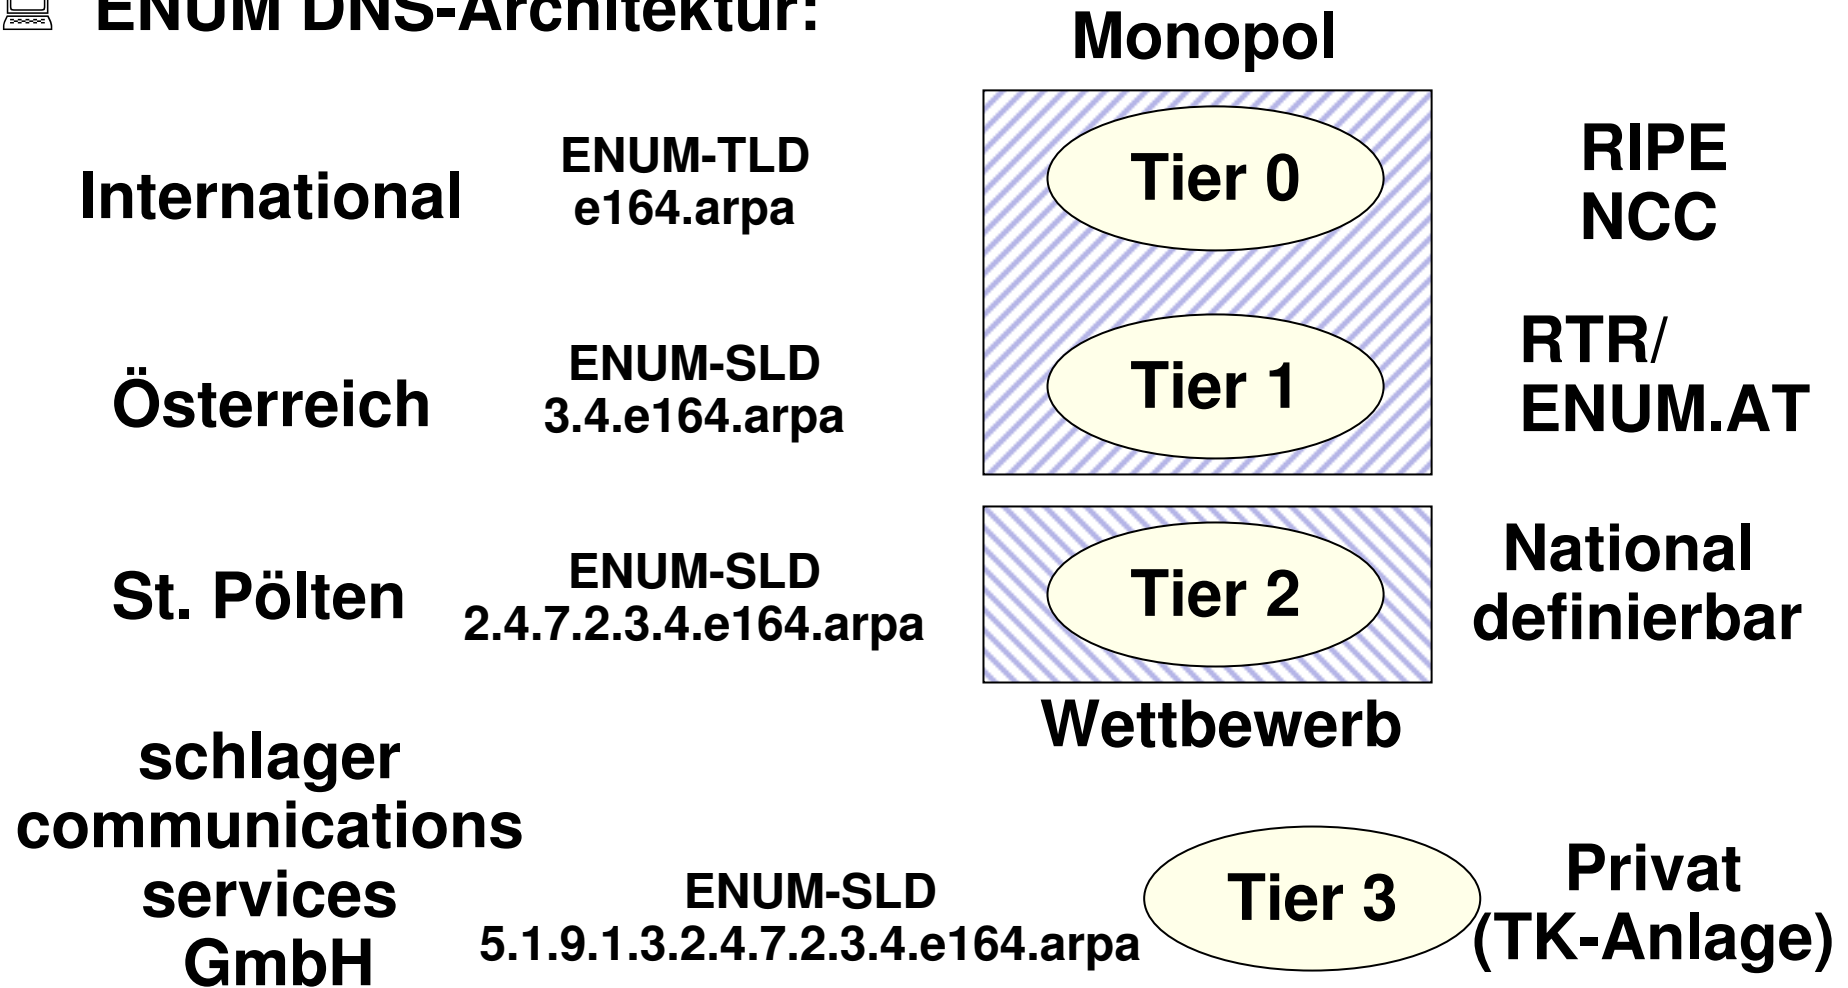 ENUM DNS-Architektur:
Monopol
International
ENUM-TLD
e164.arpa
Tier 0
RIPE
NCC
Österreich
ENUM-SLD
3.4.e164.arpa
Tier 1
RTR/
ENUM.AT
St. Pölten
ENUM-SLD
2.4.7.2.3.4.e164.arpa
Tier 2
National
definierbar
Wettbewerb
schlager
communications
services
GmbH
ENUM-SLD
5.1.9.1.3.2.4.7.2.3.4.e164.arpa
Tier 3
Privat
(TK-Anlage)